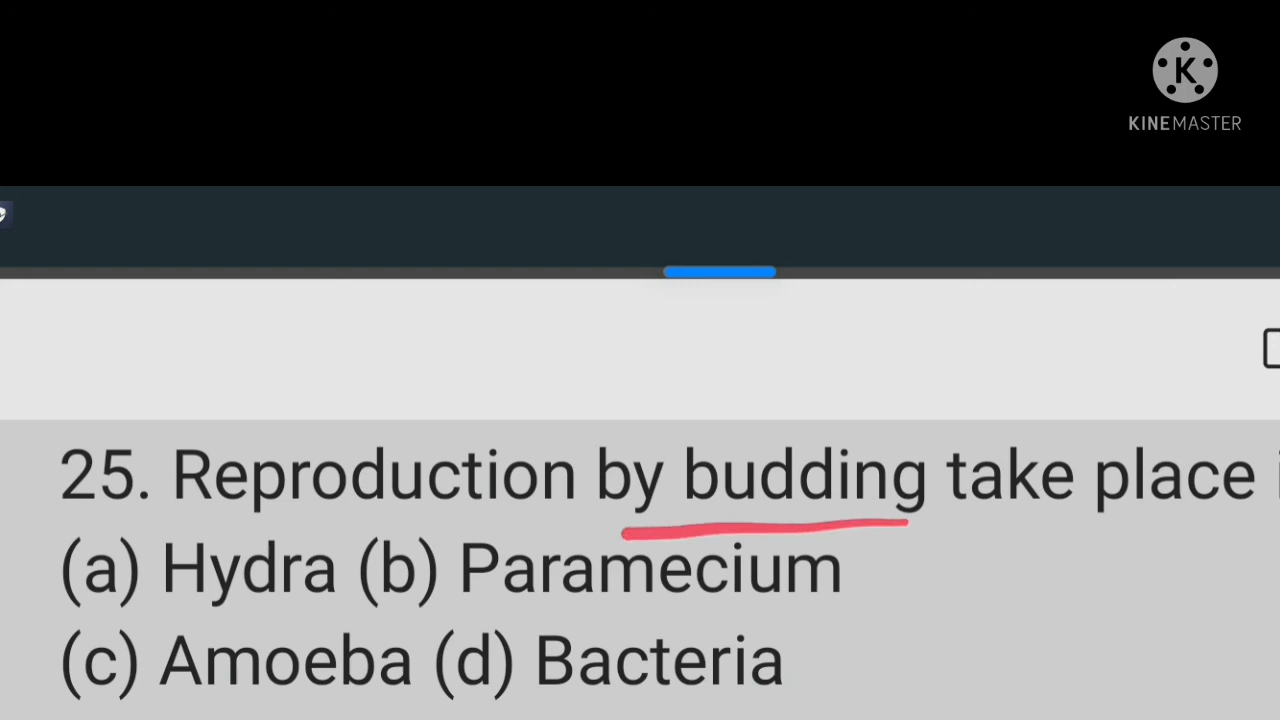 K
KINEMASTER
25. Reproduction by budding take place
(a) Hydra (b) Paramecium
(c) Amoeba (d) Bacteria